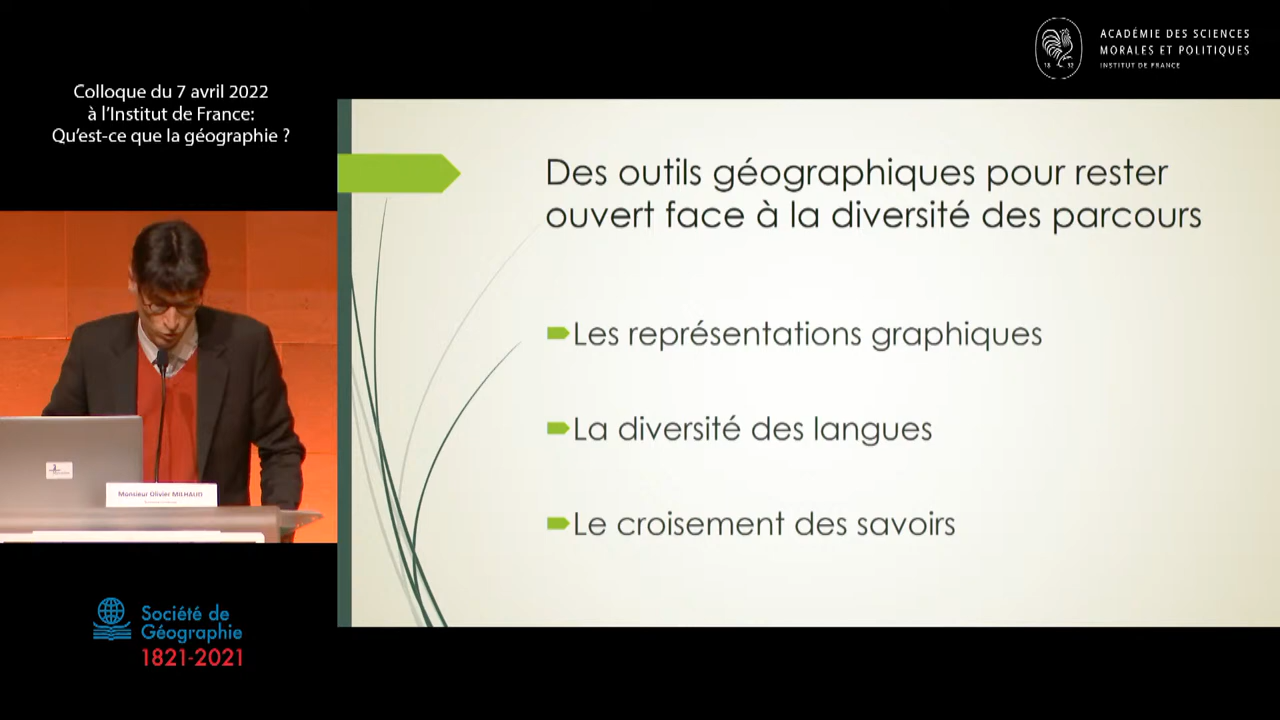 ACADÉMIE DES SCIENCES
MORALES ET POLITIQUES
INSTITUT DE FRANCE
18 32
Colloque du 7 avril 2022
à l’Institut de France:
Qu’est-ce que la géographie ?
Des outils géographiques pour rester
ouvert face à la diversité des parcours
Les représentations graphiques
La diversité des langues
Le croisement des savoirs
Monsieur Olivier MILHAUD
Société de
Géographie
1821-2021